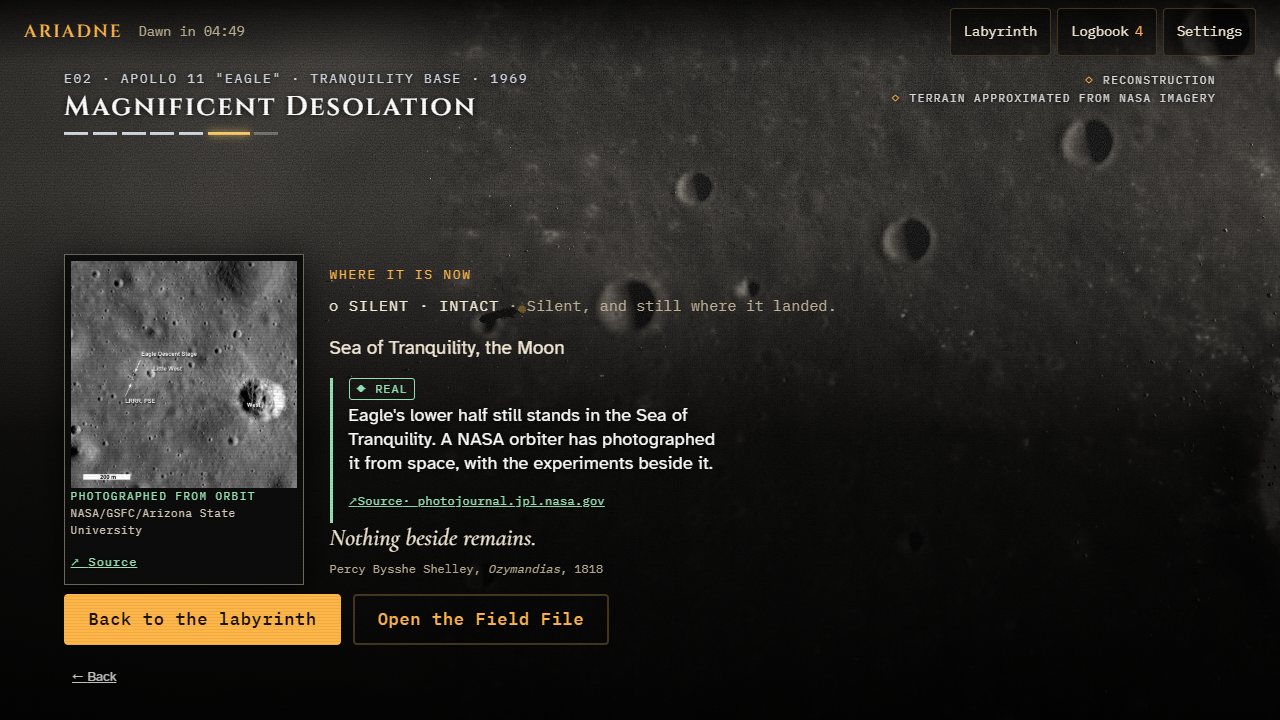 ARIADNE Dawn in 04:49
Labyrinth Logbook 4 Settings
E02 · APOLLO 11 "EAGLE" · TRANQUILITY BASE · 1969
MAGNIFICENT DESOLATION
◇ RECONSTRUCTION
◇ TERRAIN APPROXIMATED FROM NASA IMAGERY
Eagle Descent Stage
Little West
LRRR, PSE
West
200 m
PHOTOGRAPHED FROM ORBIT
NASA/GSFC/Arizona State
University
↗ Source
WHERE IT IS NOW
o SILENT · INTACT · Silent, and still where it landed.
Sea of Tranquility, the Moon
◆ REAL
Eagle's lower half still stands in the Sea of
Tranquility. A NASA orbiter has photographed
it from space, with the experiments beside it.
↗Source· photojournal.jpl.nasa.gov
Nothing beside remains.
Percy Bysshe Shelley, Ozymandias, 1818
Back to the labyrinth Open the Field File
← Back